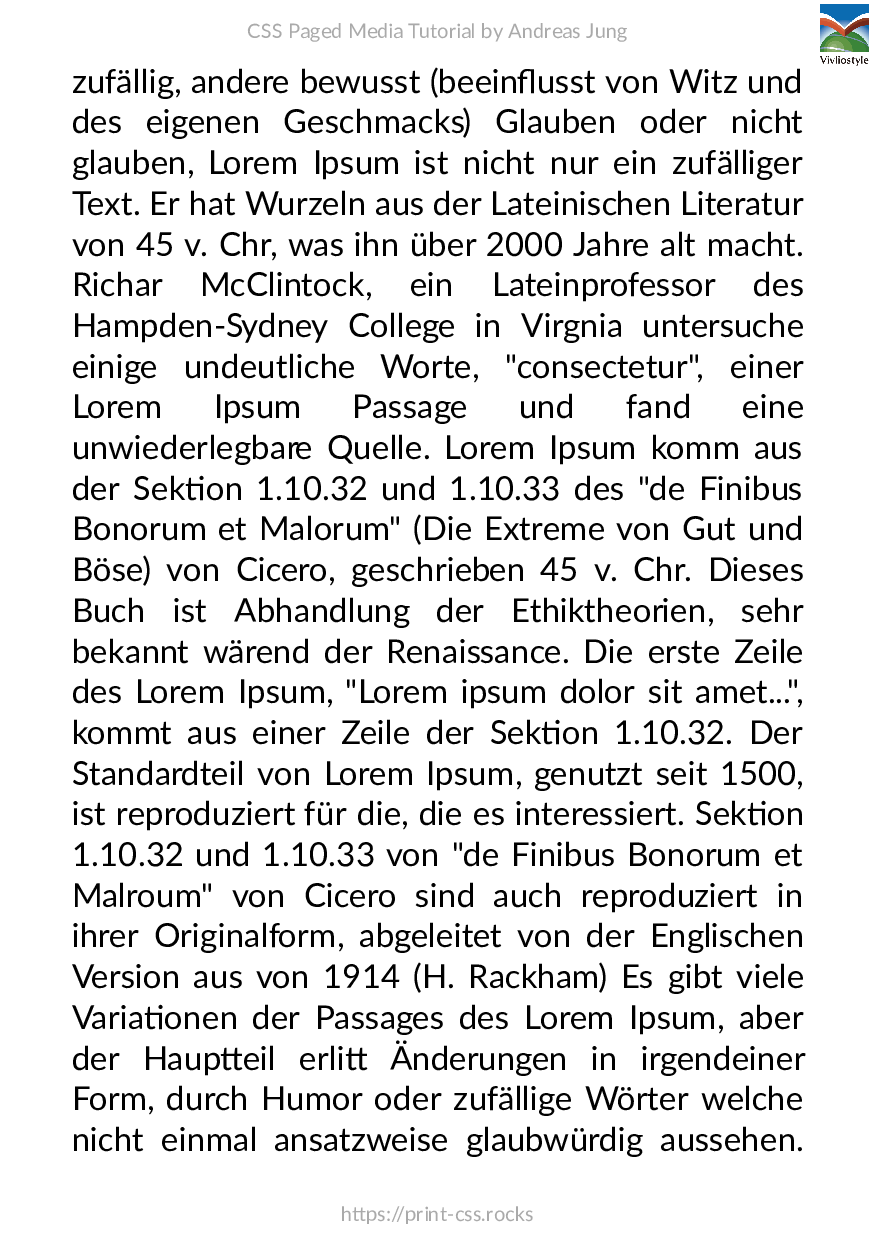 CSS Paged Media Tutorial by Andreas Jung
Vivliostyle
zufällig, andere bewusst (beeinflusst von Witz und
des eigenen Geschmacks) Glauben oder nicht
glauben, Lorem Ipsum ist nicht nur ein zufälliger
Text. Er hat Wurzeln aus der Lateinischen Literatur
von 45 v. Chr, was ihn über 2000 Jahre alt macht.
Richar McClintock, ein Lateinprofessor des
Hampden-Sydney College in Virgnia untersuche
einige undeutliche Worte, "consectetur", einer
Lorem Ipsum Passage und fand eine
unwiederlegbare Quelle. Lorem Ipsum komm aus
der Sektion 1.10.32 und 1.10.33 des "de Finibus
Bonorum et Malorum" (Die Extreme von Gut und
Böse) von Cicero, geschrieben 45 v. Chr. Dieses
Buch ist Abhandlung der Ethiktheorien, sehr
bekannt wärend der Renaissance. Die erste Zeile
des Lorem Ipsum, "Lorem ipsum dolor sit amet...",
kommt aus einer Zeile der Sektion 1.10.32. Der
Standardteil von Lorem Ipsum, genutzt seit 1500,
ist reproduziert für die, die es interessiert. Sektion
1.10.32 und 1.10.33 von "de Finibus Bonorum et
Malroum" von Cicero sind auch reproduziert in
ihrer Originalform, abgeleitet von der Englischen
Version aus von 1914 (H. Rackham) Es gibt viele
Variationen der Passages des Lorem Ipsum, aber
der Hauptteil erlitt Änderungen in irgendeiner
Form, durch Humor oder zufällige Wörter welche
nicht einmal ansatzweise glaubwürdig aussehen.
https://print-css.rocks